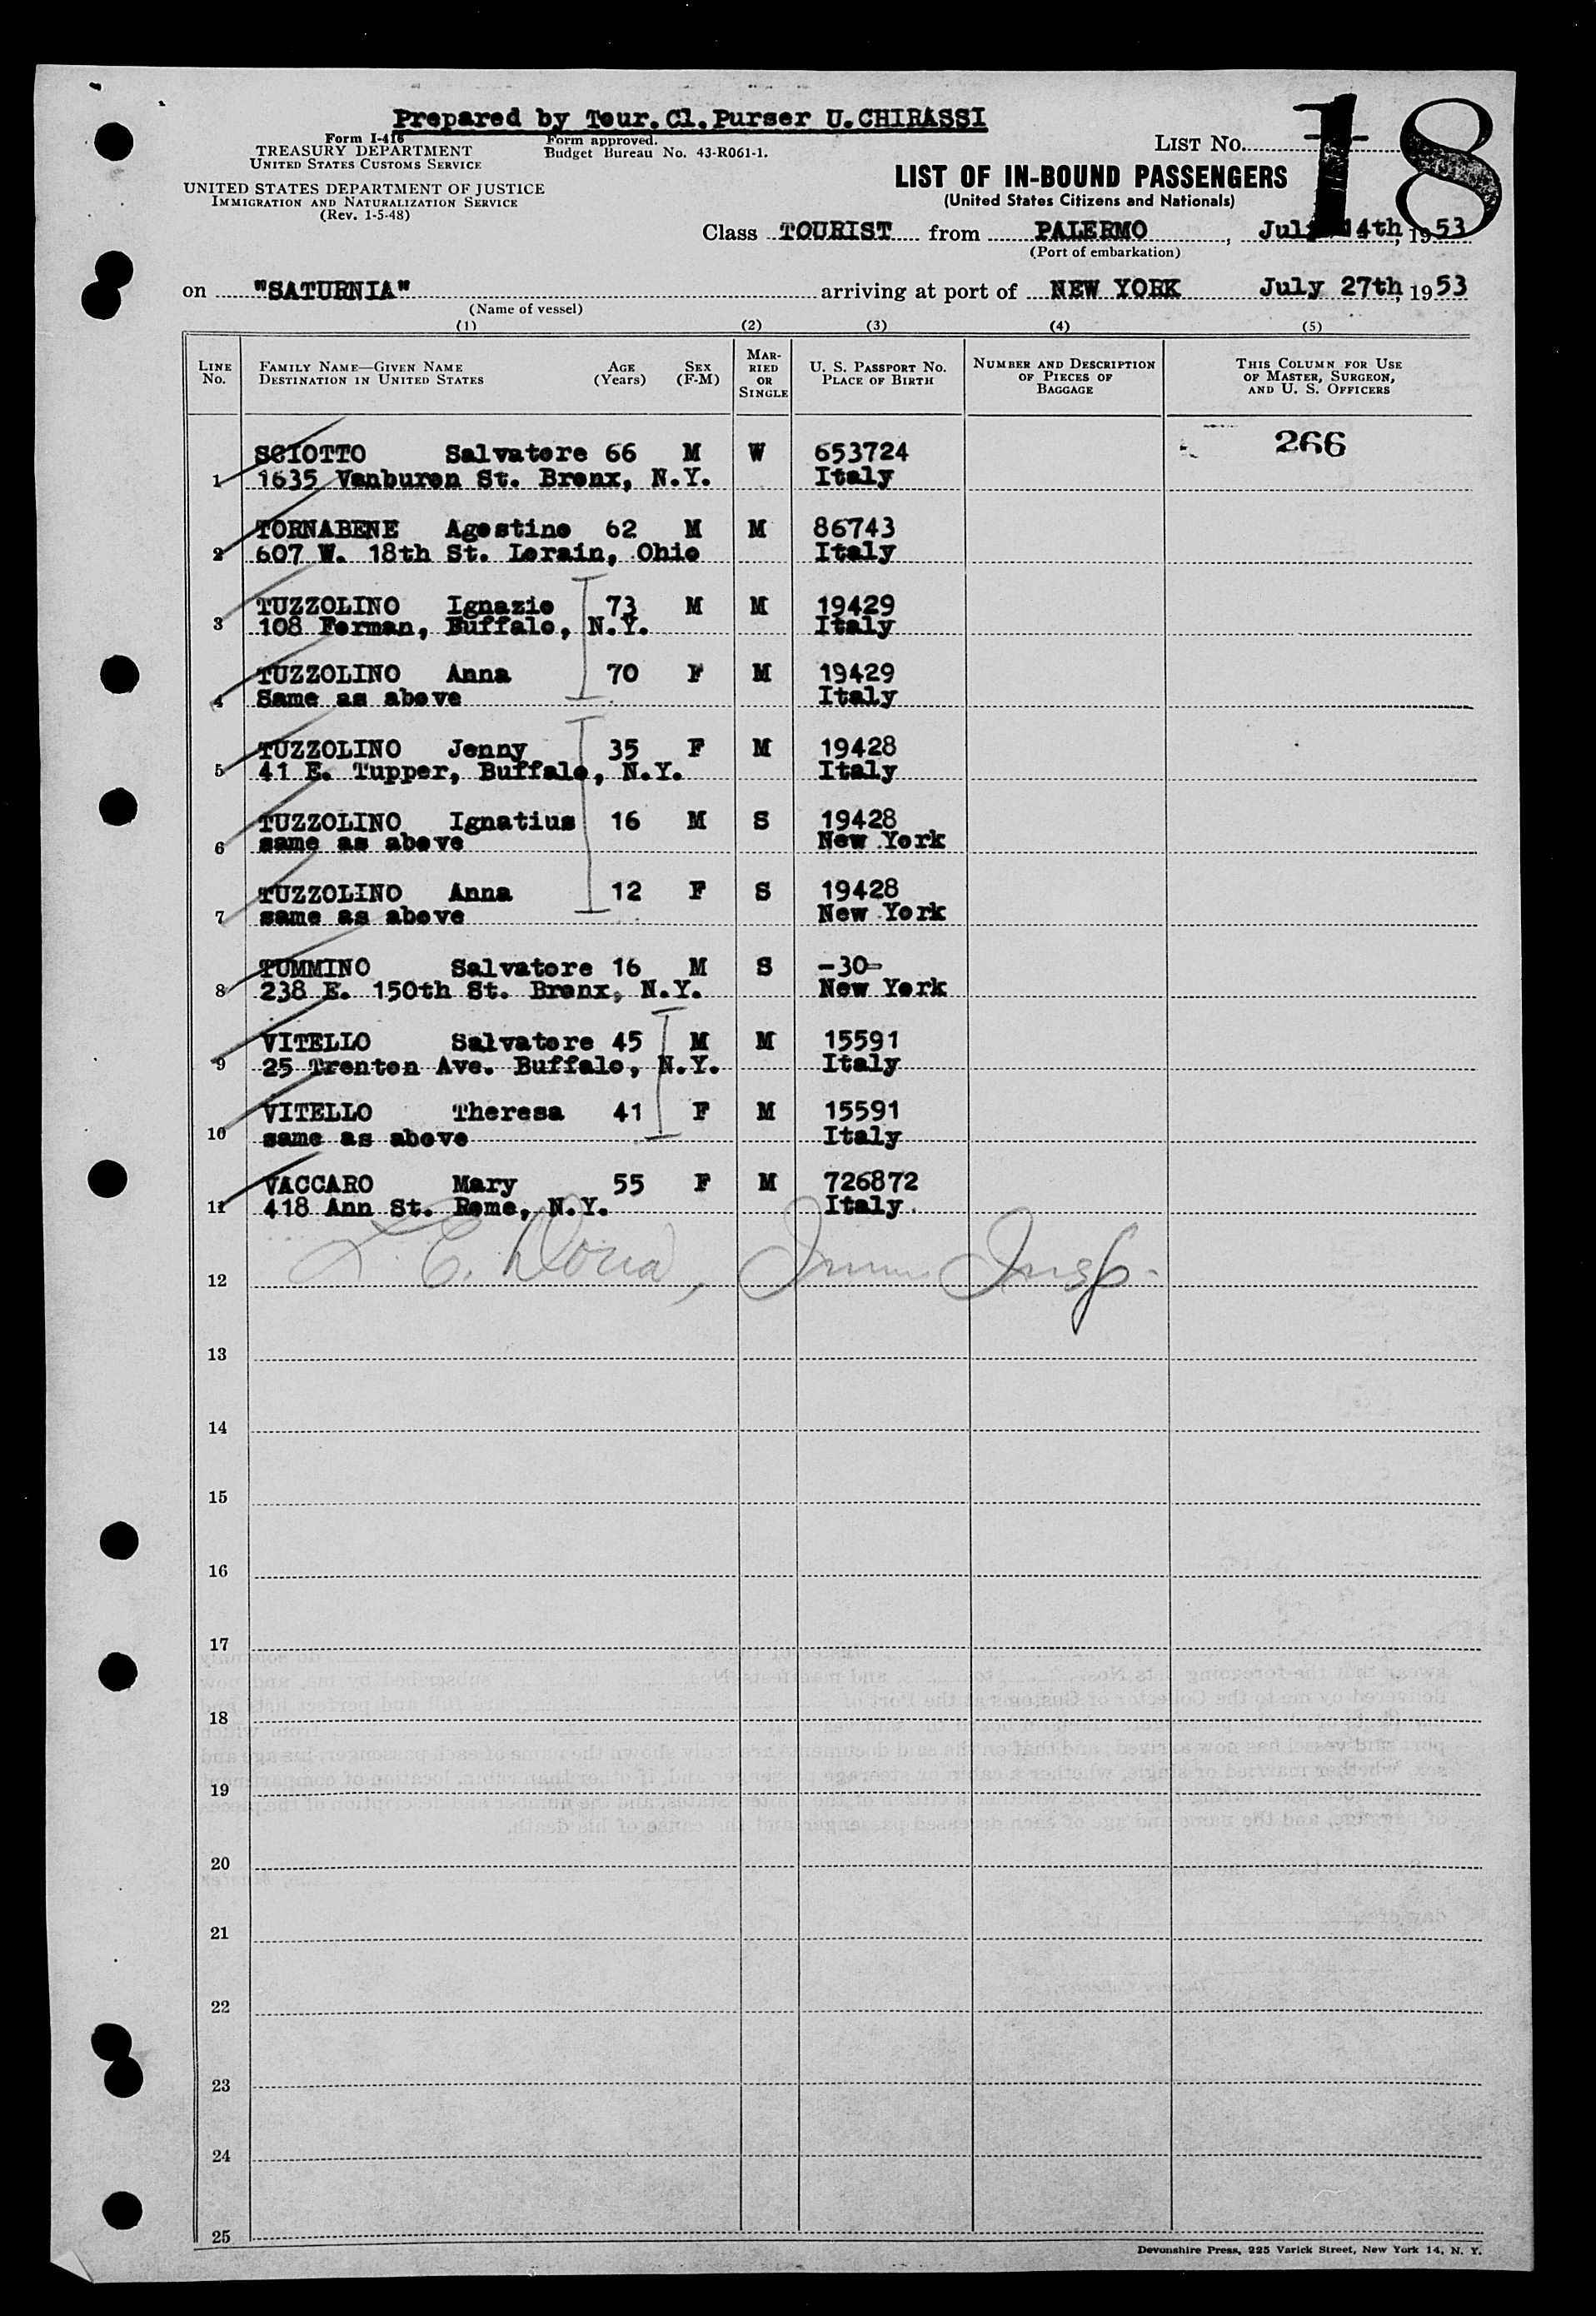 Prepared by Tour. Cl. Purser U. CHIRASSI
Form I-416
TREASURY DEPARTMENT
UNITED STATES CUSTOMS SERVICE
Form approved.
Budget Bureau No. 43-R061-1.
UNITED STATES DEPARTMENT OF JUSTICE
IMMIGRATION AND NATURALIZATION SERVICE
(Rev. 1-5-48)
LIST NO. 18
LIST OF IN-BOUND PASSENGERS
(United States Citizens and Nationals)
Class TOURIST from PALERMO, July 14th, 1953
(Port of embarkation)
on "SATURNIA" arriving at port of NEW YORK July 27th, 1953
(Name of vessel)
(1) (2) (3) (4) (5)
LINE NO. FAMILY NAME—GIVEN NAME DESTINATION IN UNITED STATES AGE (Years) SEX (F-M) MARRIED OR SINGLE U. S. PASSPORT NO. PLACE OF BIRTH NUMBER AND DESCRIPTION OF PIECES OF BAGGAGE THIS COLUMN FOR USE OF MASTER, SURGEON, AND U. S. OFFICERS
SCIOTTO Salvatore 66 M W 653724 266
1 1635 Vanburen St. Bronx, N.Y. Italy
TORNABENE Agostino 62 M M 86743
2 607 W. 18th St. Lorain, Ohio Italy
TUZZOLINO Ignazio 73 M M 19429
3 108 Forman, Buffalo, N.Y. Italy
TUZZOLINO Anna 70 F M 19429
4 Same as above Italy
TUZZOLINO Jenny 35 F M 19428
5 41 E. Tupper, Buffalo, N.Y. Italy
TUZZOLINO Ignatius 16 M S 19428
6 same as above New York
TUZZOLINO Anna 12 F S 19428
7 same as above New York
TUMMINO Salvatore 16 M S -30-
8 238 E. 150th St. Bronx, N.Y. New York
VITELLO Salvatore 45 M M 15591
9 25 Trenton Ave. Buffalo, N.Y. Italy
VITELLO Theresa 41 F M 15591
10 same as above Italy
VACCARO Mary 55 F M 726872
11 418 Ann St. Rome, N.Y. Italy
12 L. C. Doria, Imm Insp.
13
14
15
16
17
18
19
20
21
22
23
24
25
Devonshire Press, 225 Varick Street, New York 14, N. Y.